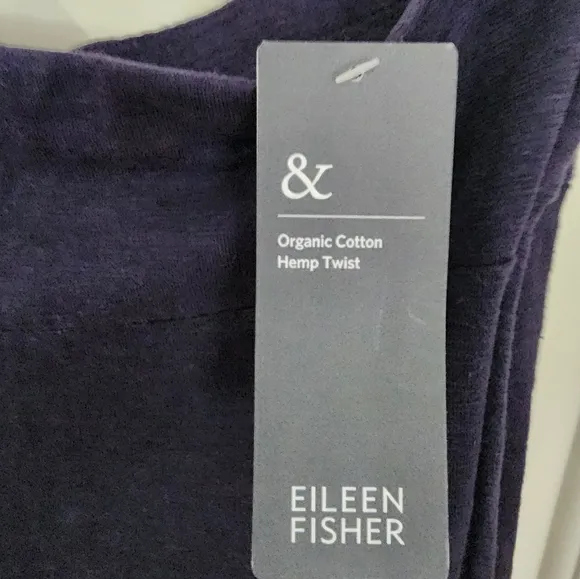 &
Organic Cotton
Hemp Twist
EILEEN
FISHER